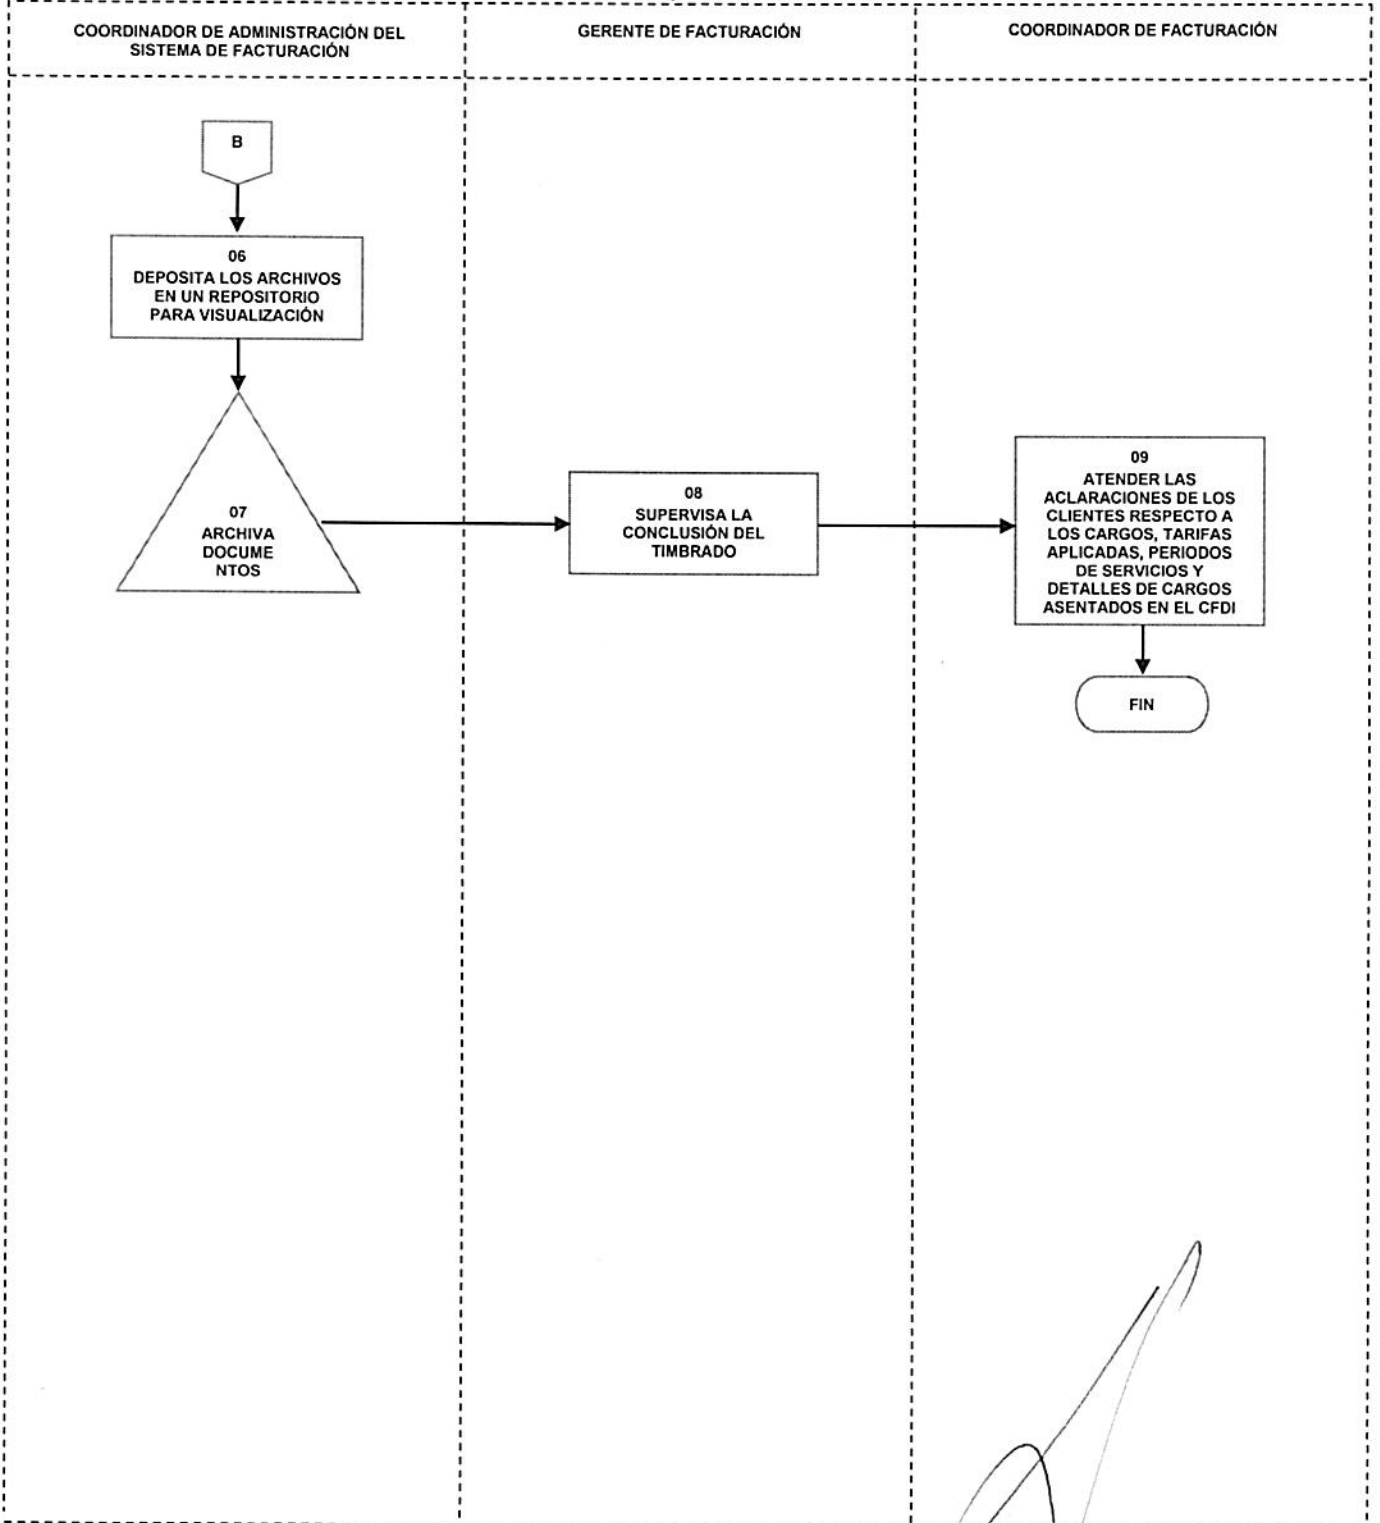 COORDINADOR DE ADMINISTRACIÓN DEL
SISTEMA DE FACTURACIÓN
GERENTE DE FACTURACIÓN
COORDINADOR DE FACTURACIÓN
B
06
DEPOSITA LOS ARCHIVOS
EN UN REPOSITORIO
PARA VISUALIZACIÓN
07
ARCHIVA
DOCUME
NTOS
08
SUPERVISA LA
CONCLUSIÓN DEL
TIMBRADO
09
ATENDER LAS
ACLARACIONES DE LOS
CLIENTES RESPECTO A
LOS CARGOS, TARIFAS
APLICADAS, PERIODOS
DE SERVICIOS Y
DETALLES DE CARGOS
ASENTADOS EN EL CFDI
FIN